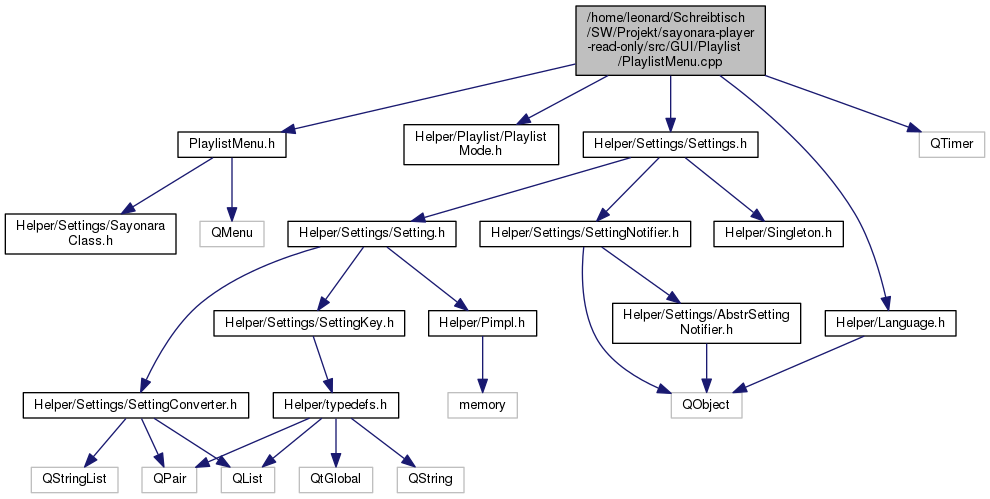 /home/leonard/Schreibtisch
/SW/Projekt/sayonara-player
-read-only/src/GUI/Playlist
/PlaylistMenu.cpp
PlaylistMenu.h
Helper/Playlist/Playlist
Mode.h
Helper/Settings/Settings.h
QTimer
Helper/Settings/Sayonara
Class.h
QMenu
Helper/Settings/Setting.h
Helper/Settings/SettingNotifier.h
Helper/Singleton.h
Helper/Settings/SettingKey.h
Helper/Pimpl.h
Helper/Settings/AbstrSetting
Notifier.h
Helper/Language.h
Helper/Settings/SettingConverter.h
Helper/typedefs.h
memory
QObject
QStringList
QPair
QList
QtGlobal
QString